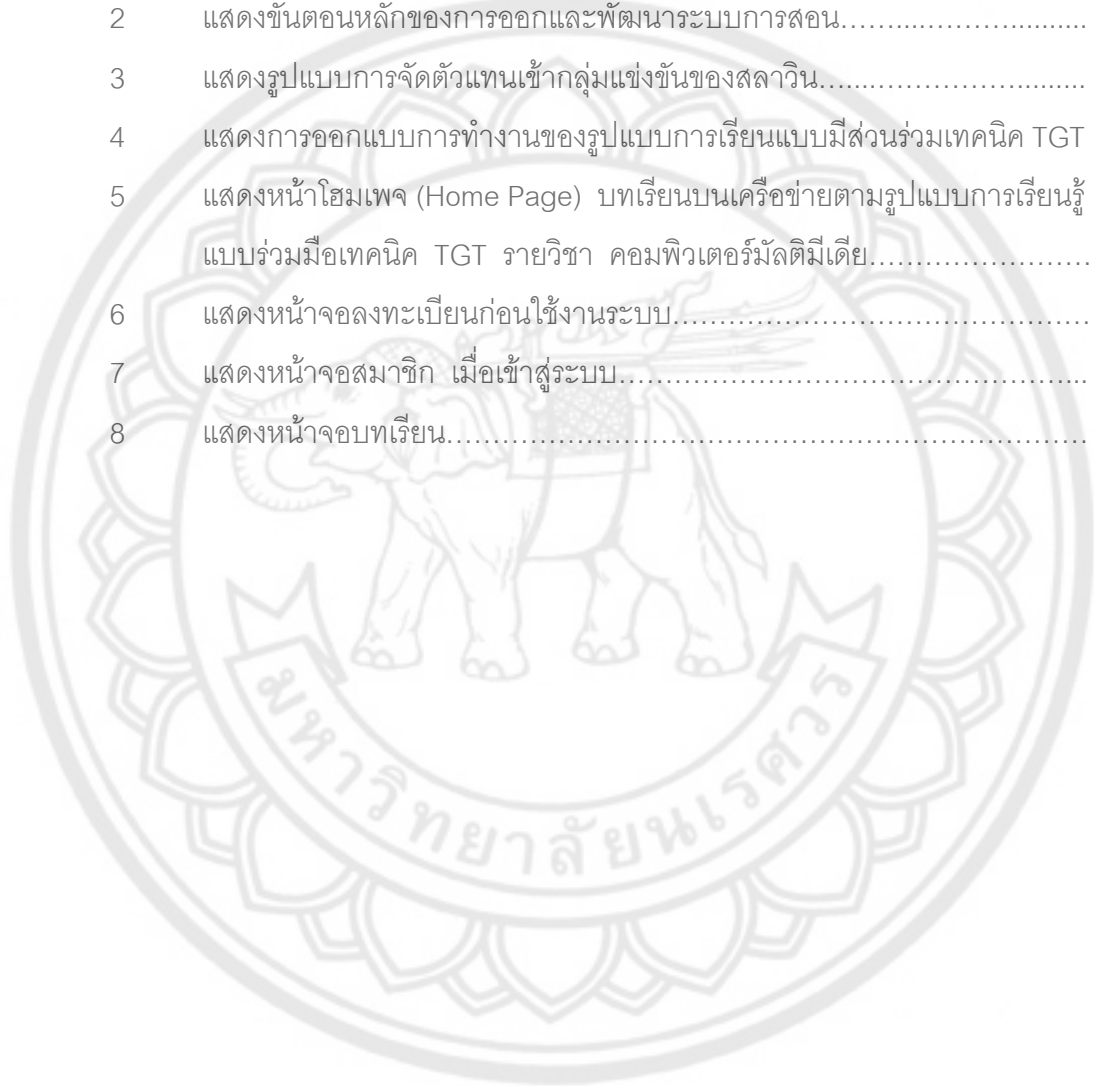 2 แสดงขั้นตอนหลักของการออกและพัฒนาระบบการสอน……....………..........
3 แสดงรูปแบบการจัดตัวแทนเข้ากลุ่มแข่งขันของสลาวิน…....…………….........
4 แสดงการออกแบบการทำงานของรูปแบบการเรียนแบบมีส่วนร่วมเทคนิค TGT
5 แสดงหน้าโฮมเพจ (Home Page) บทเรียนบนเครือข่ายตามรูปแบบการเรียนรู้
แบบร่วมมือเทคนิค TGT รายวิชา คอมพิวเตอร์มัลติมีเดีย……………………
6 แสดงหน้าจอลงทะเบียนก่อนใช้งานระบบ………………………………………
7 แสดงหน้าจอสมาชิก เมื่อเข้าสู่ระบบ…………………………………………...
8 แสดงหน้าจอบทเรียน……………………………………………………………
มหาวิทยาลัยนเรศวร